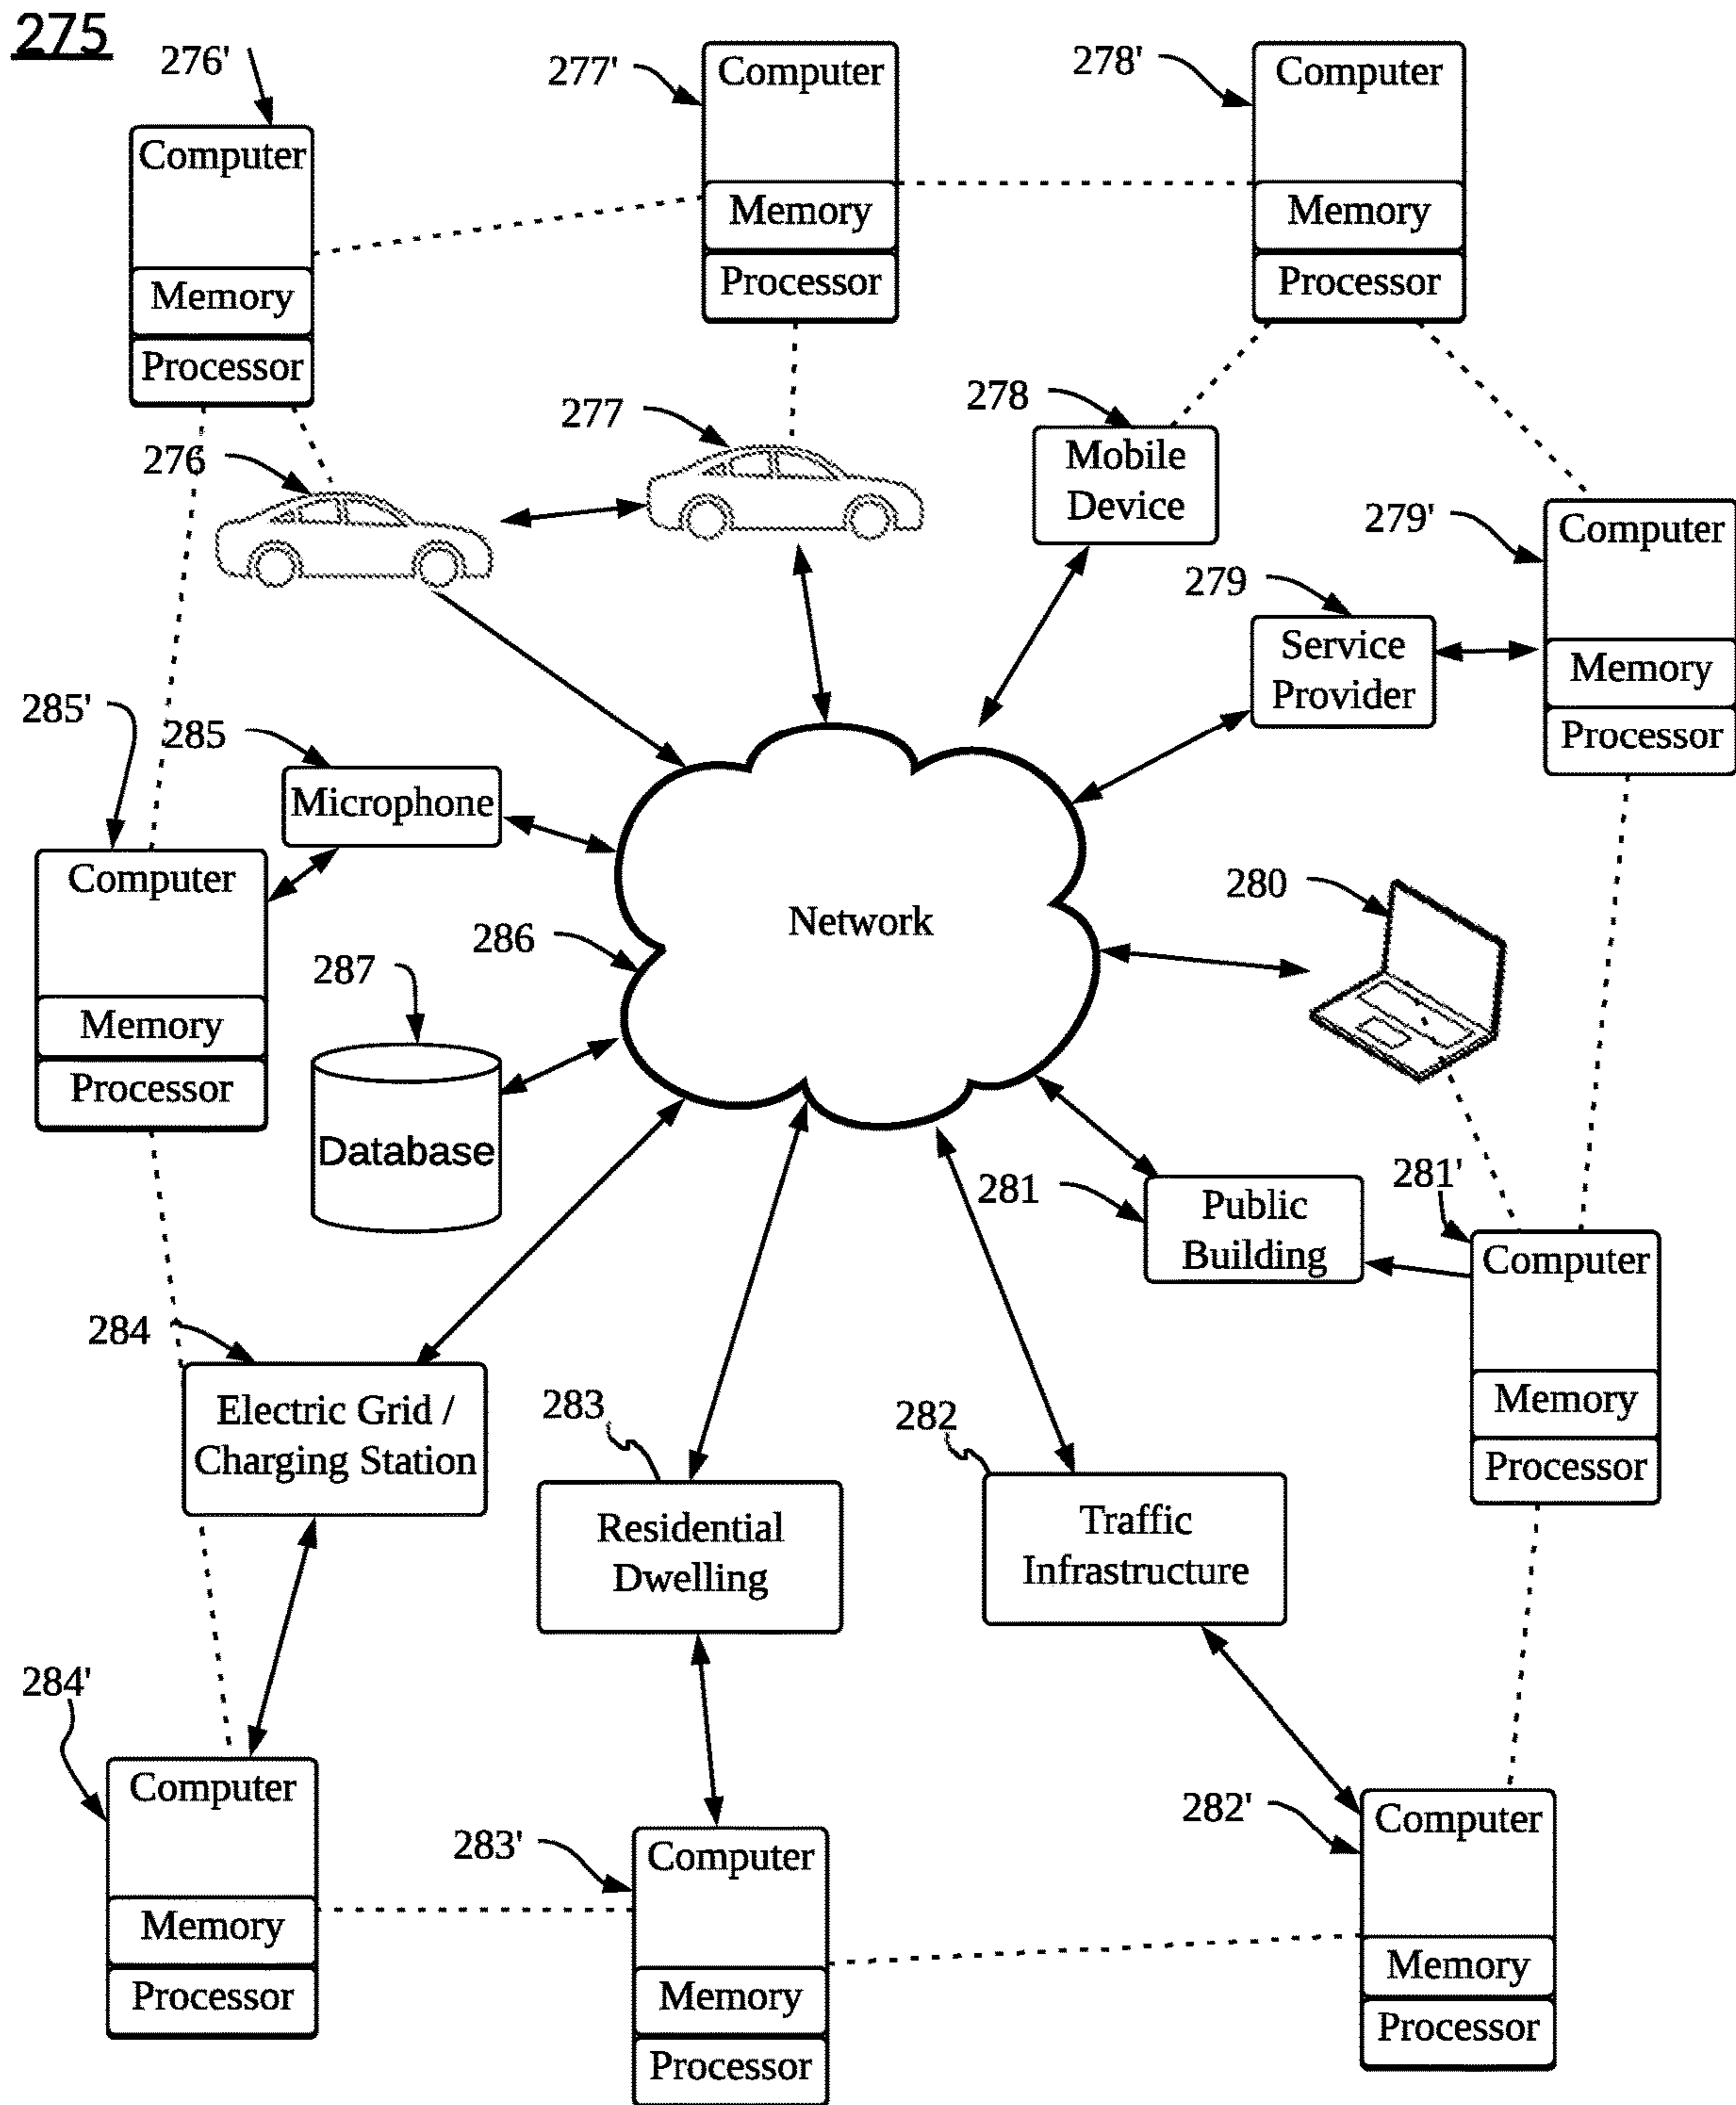 275
276'
277'
Computer
278'
Computer
Computer
Memory
Memory
Processor
Processor
Memory
Processor
278
277
276
Mobile
Device
279'
Computer
279
Service
Provider
Memory
Processor
285'
285
Microphone
Computer
280
Network
286
287
Memory
Processor
Database
281'
281
Public
Building
Computer
284
Electric Grid /
Charging Station
283
282
Memory
Processor
Residential
Dwelling
Traffic
Infrastructure
284'
Computer
282'
Computer
283'
Computer
Memory
Processor
Memory
Processor
Memory
Processor